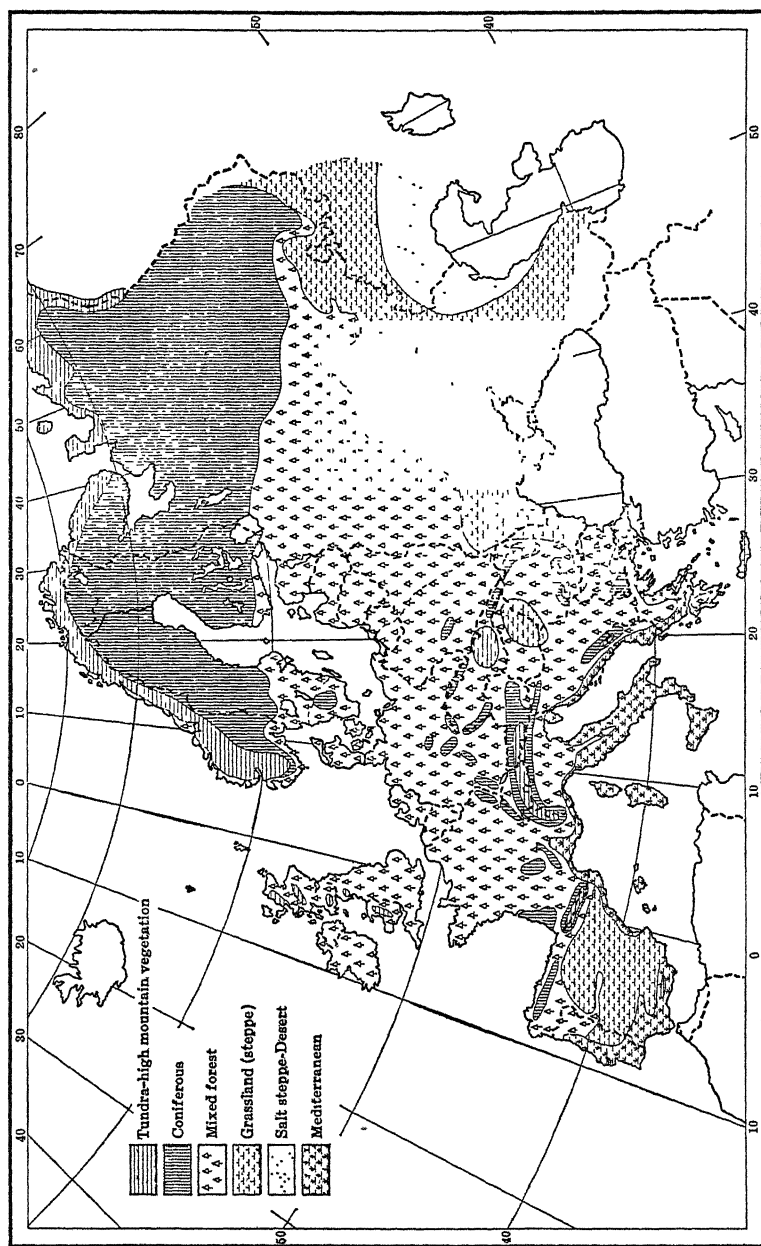 40 30 20 10 0 10 20 30 40 50 60 70 80
Tundra-high mountain vegetation
Coniferous
Mixed forest
Grassland (steppe)
Salt steppe-Desert
Mediterranean
50 50
40 40
10 0 10 20 30 40 50